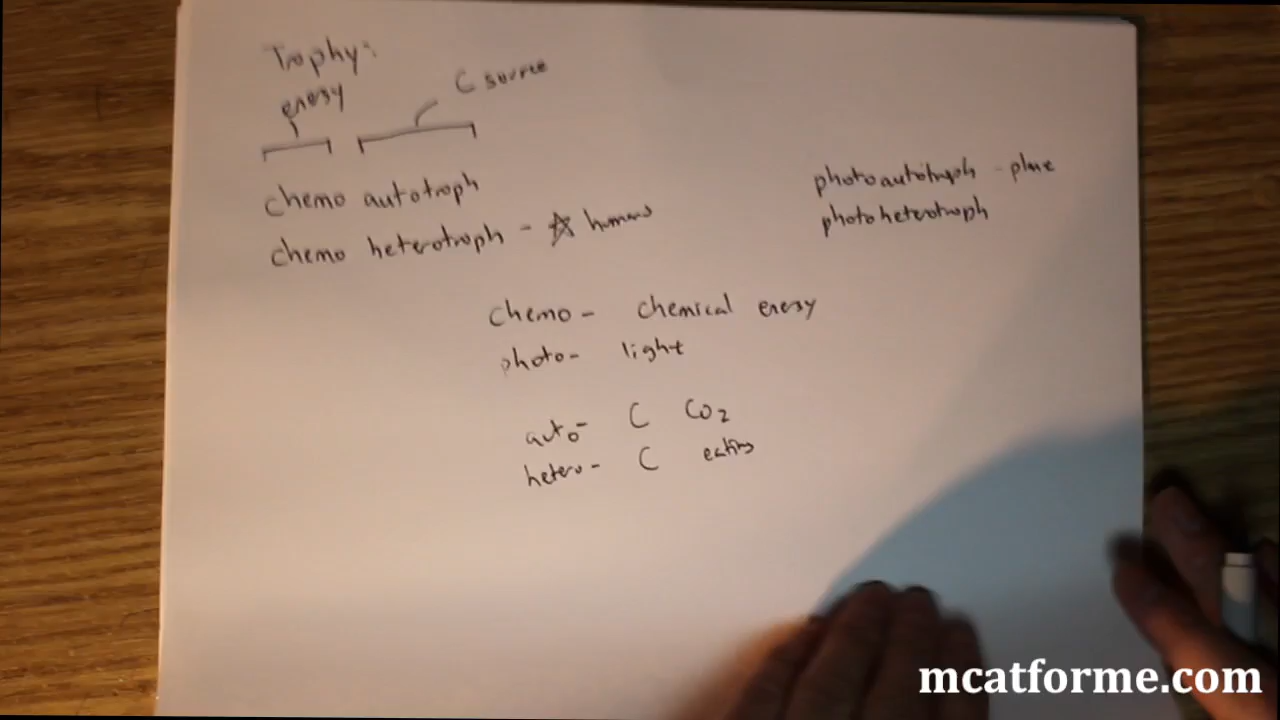 Trophy:
energy
C source
chemo autotroph
chemo heterotroph - ☆ humans
photoautotroph - plant
photoheterotroph
chemo - chemical energy
photo - light
auto - C CO2
hetero - C eating
mcatforme.com